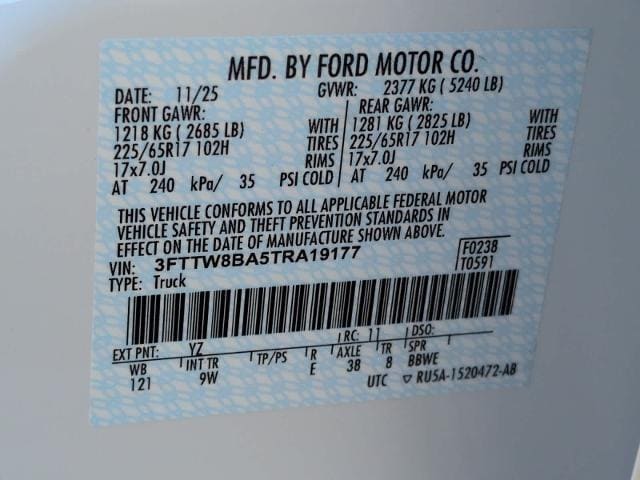 MFD. BY FORD MOTOR CO.
DATE: 11/25 GVWR: 2377 KG ( 5240 LB)
FRONT GAWR: REAR GAWR:
1218 KG ( 2685 LB) WITH 1281 KG ( 2825 LB) WITH
225/65R17 102H TIRES 225/65R17 102H TIRES
17x7.0J RIMS 17x7.0J RIMS
AT 240 kPa/ 35 PSI COLD AT 240 kPa/ 35 PSI COLD
THIS VEHICLE CONFORMS TO ALL APPLICABLE FEDERAL MOTOR
VEHICLE SAFETY AND THEFT PREVENTION STANDARDS IN
EFFECT ON THE DATE OF MANUFACTURE SHOWN ABOVE.
VIN: 3FTTW8BA5TRA19177 F0238
TYPE: Truck T0591
EXT PNT: YZ RC: 11 DSO:
WB INT TR TP/PS R AXLE TR SPR
121 9W E 38 8 BBWE
UTC ▽ RU5A-1520472-AB